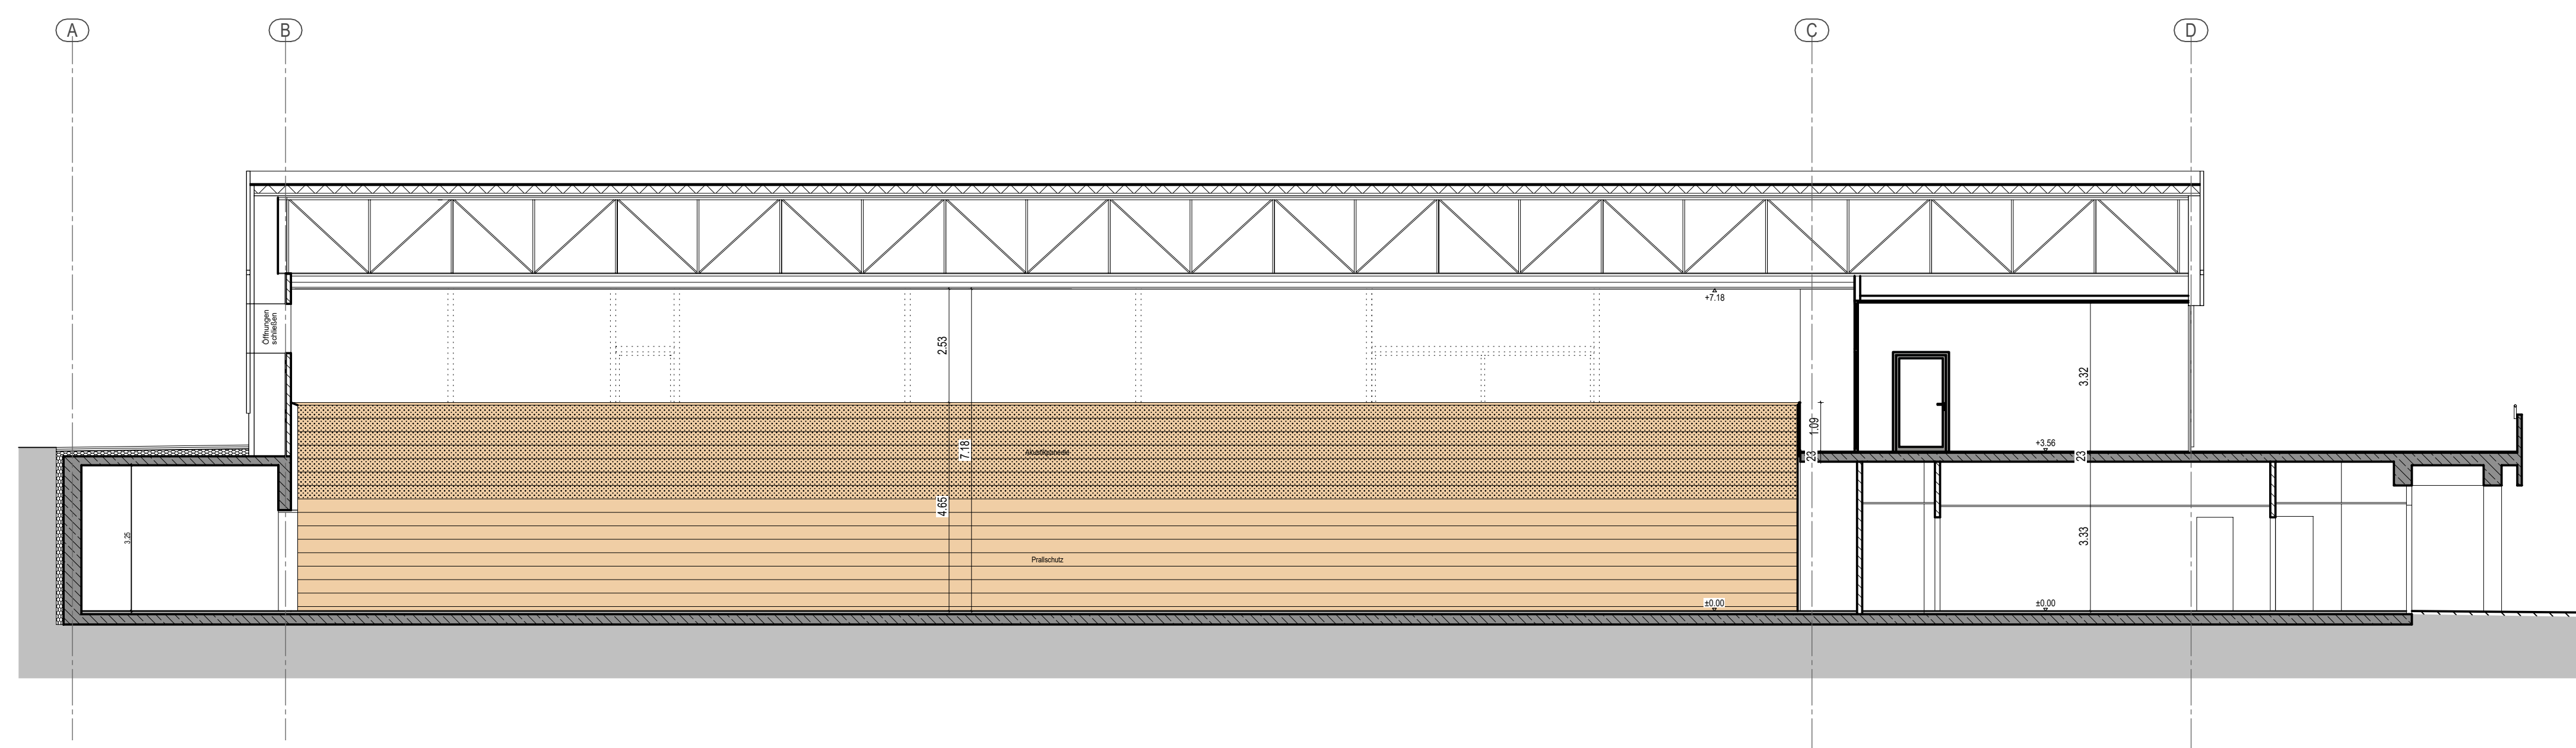 A
B
C
D
Öffnungen
schließen
+7.18
2.53
3.32
1.09
+3.56
7.18
Akustikpaneele
23
23
4.65
3.25
3.33
Prallschutz
±0.00
±0.00